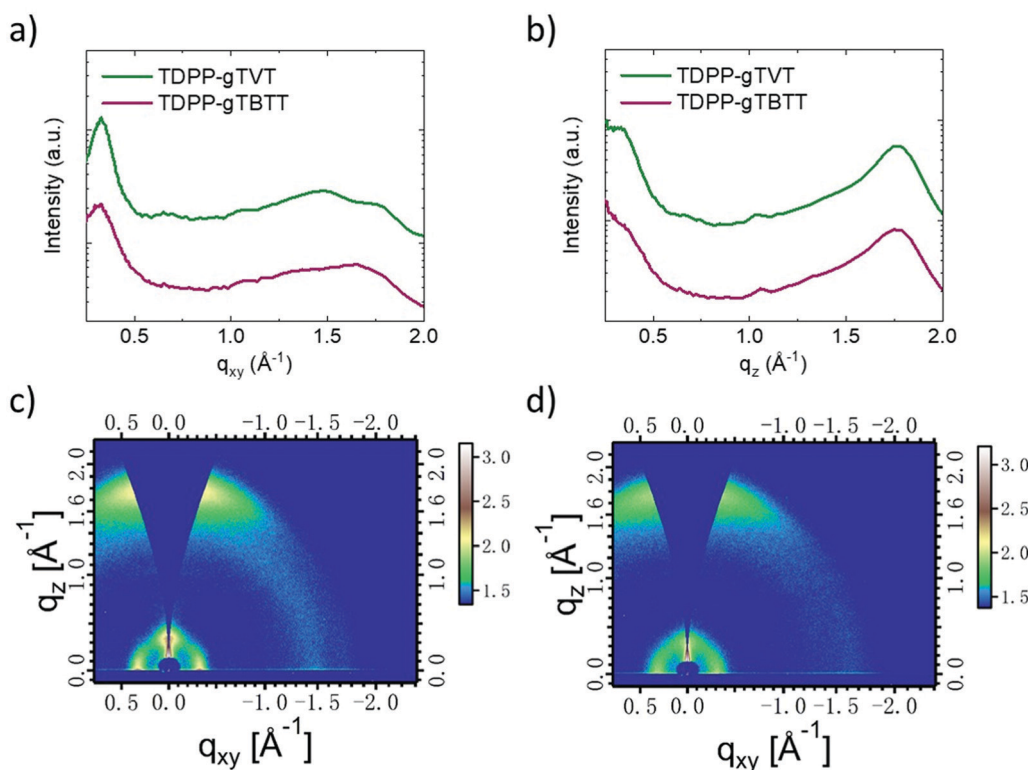 a)
TDPP-gTVT
TDPP-gTBTT
Intensity (a.u.)
0.5 1.0 1.5 2.0
qxy (Å-1)
b)
TDPP-gTVT
TDPP-gTBTT
Intensity (a.u.)
0.5 1.0 1.5 2.0
qz (Å-1)
c)
0.5 0.0 -1.0 -1.5 -2.0
qz [Å-1]
0.0 1.0 1.6 2.0
0.0 1.0 1.6 2.0
3.0
2.5
2.0
1.5
0.5 0.0 -1.0 -1.5 -2.0
qxy [Å-1]
d)
0.5 0.0 -1.0 -1.5 -2.0
qz [Å-1]
0.0 1.0 1.6 2.0
0.0 1.0 1.6 2.0
3.0
2.5
2.0
1.5
0.5 0.0 -1.0 -1.5 -2.0
qxy [Å-1]